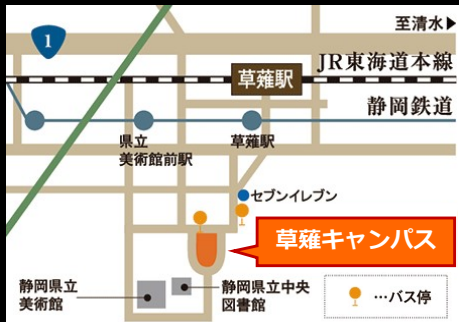 至清水▶
1
JR東海道本線
草薙駅
静岡鉄道
県立
美術館前駅
草薙駅
セブンイレブン
草薙キャンパス
静岡県立
美術館
静岡県立中央
図書館
…バス停